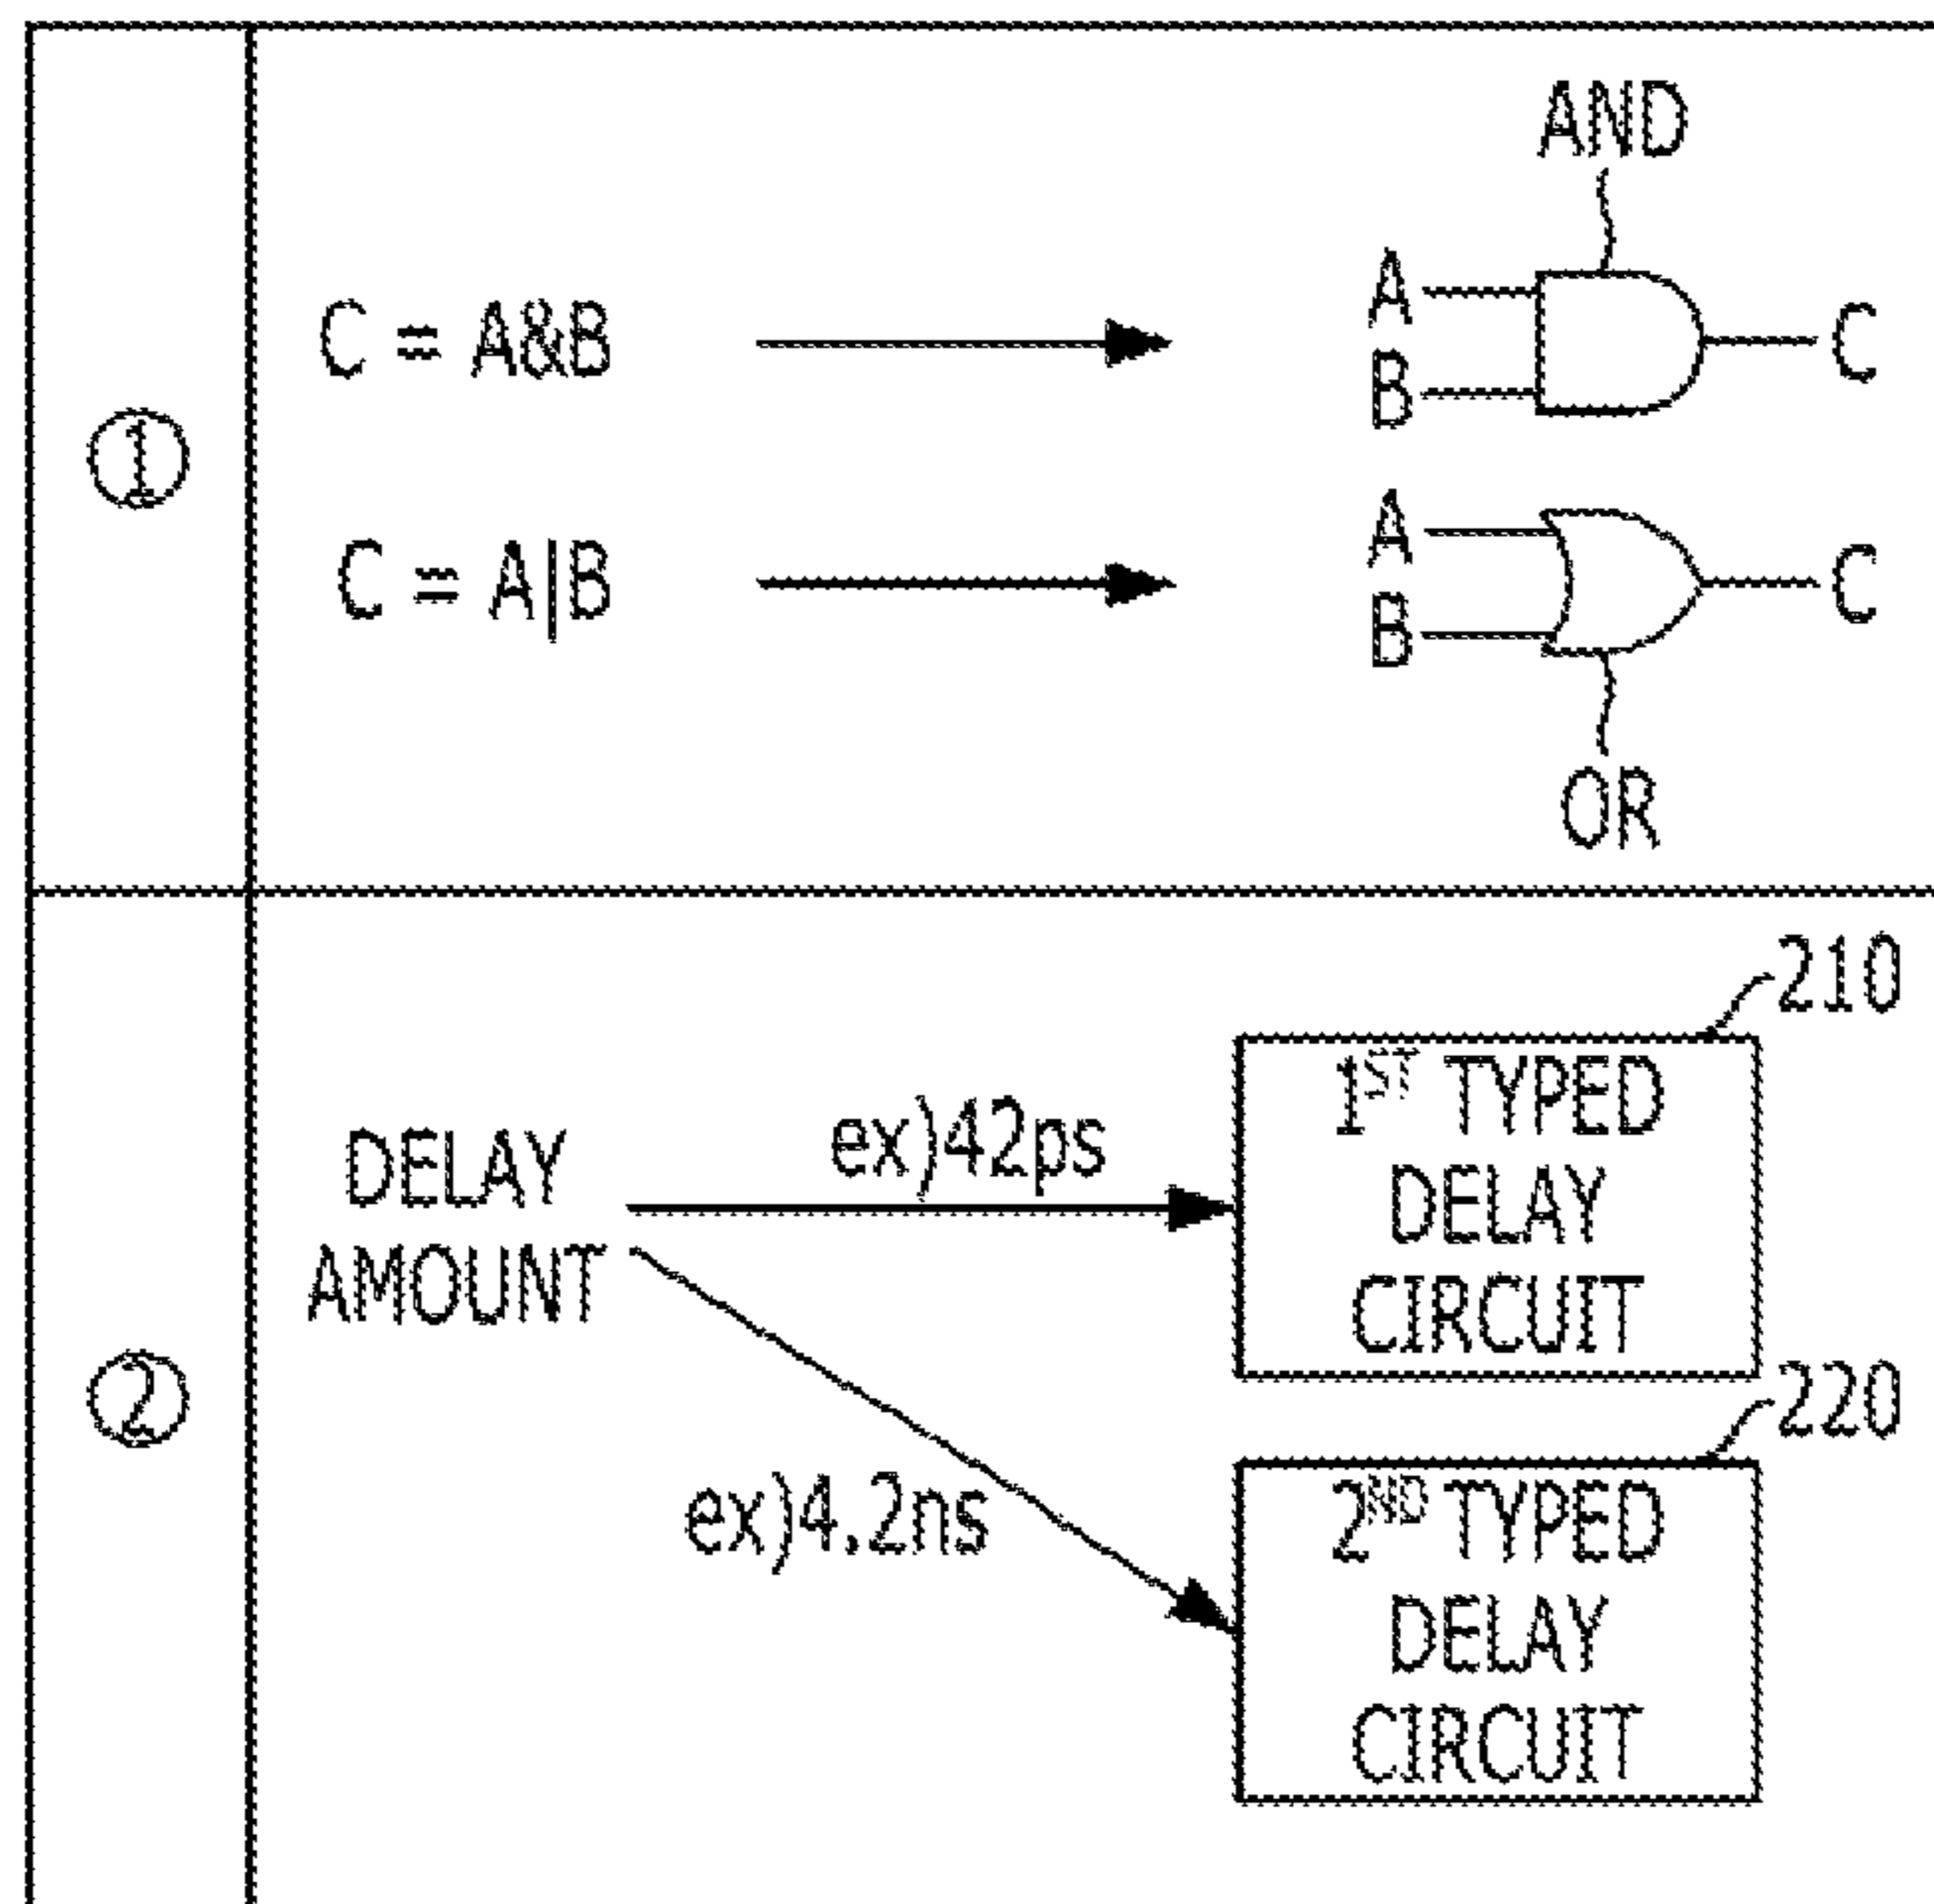 ①
AND
C = A&B
A
B
C
C = A|B
A
B
C
OR
②
210
DELAY
AMOUNT
ex)42ps
1ST TYPED
DELAY
CIRCUIT
220
ex)4.2ns
2ND TYPED
DELAY
CIRCUIT